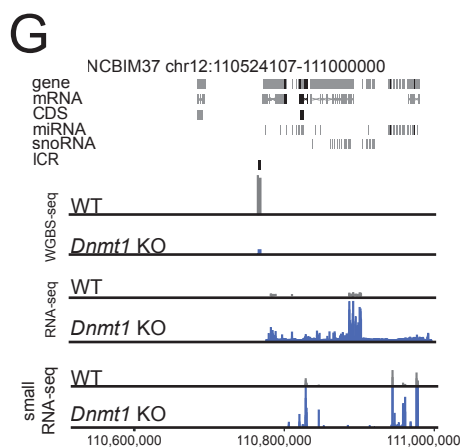 G
NCBIM37 chr12:110524107-111000000
gene
mRNA
CDS
miRNA
snoRNA
ICR
WGBS-seq
WT
Dnmt1 KO
RNA-seq
WT
Dnmt1 KO
small
RNA-seq
WT
Dnmt1 KO
110,600,000 110,800,000 111,000,000